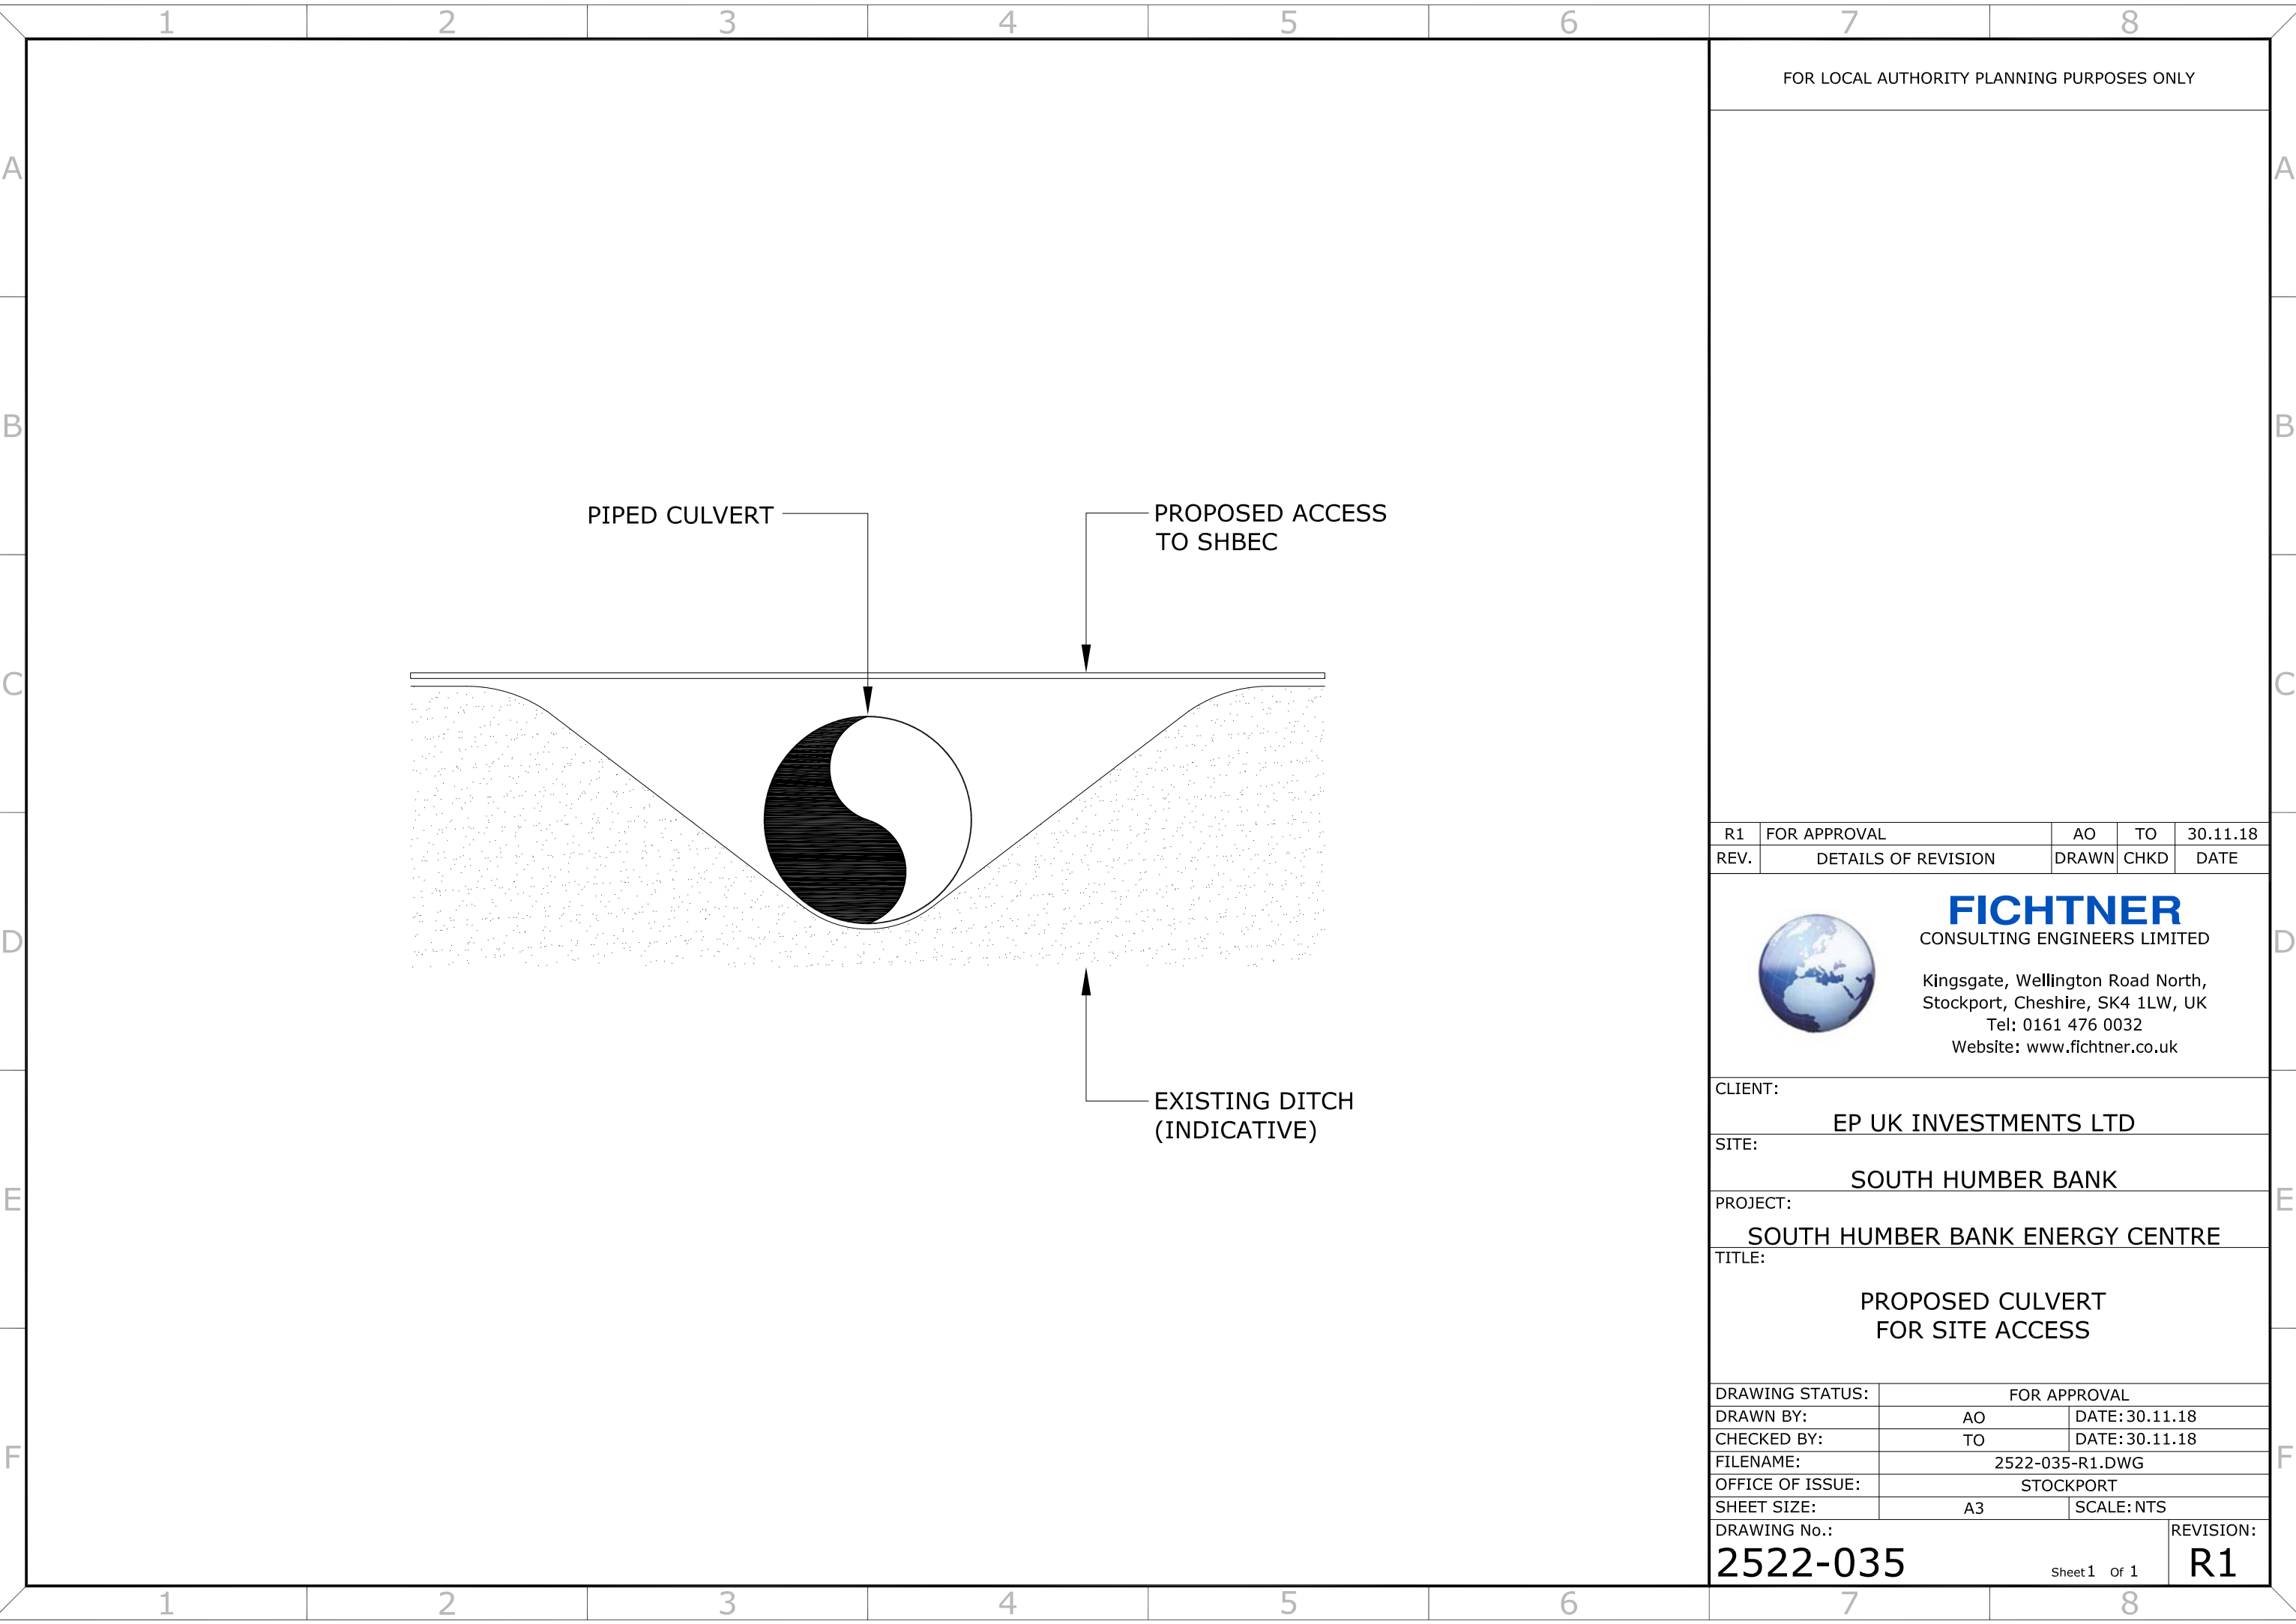 1 2 3 4 5 6 7 8
FOR LOCAL AUTHORITY PLANNING PURPOSES ONLY
A A
B B
PIPED CULVERT
PROPOSED ACCESS
TO SHBEC
C C
R1 FOR APPROVAL AO TO 30.11.18
REV. DETAILS OF REVISION DRAWN CHKD DATE
FICHTNER
CONSULTING ENGINEERS LIMITED
D D
Kingsgate, Wellington Road North,
Stockport, Cheshire, SK4 1LW, UK
Tel: 0161 476 0032
Website: www.fichtner.co.uk
EXISTING DITCH
(INDICATIVE)
CLIENT:
EP UK INVESTMENTS LTD
SITE:
SOUTH HUMBER BANK
E E
PROJECT:
SOUTH HUMBER BANK ENERGY CENTRE
TITLE:
PROPOSED CULVERT
FOR SITE ACCESS
DRAWING STATUS: FOR APPROVAL
DRAWN BY: AO DATE: 30.11.18
CHECKED BY: TO DATE: 30.11.18
F F
FILENAME: 2522-035-R1.DWG
OFFICE OF ISSUE: STOCKPORT
SHEET SIZE: A3 SCALE: NTS
DRAWING No.: REVISION:
2522-035 Sheet 1 Of 1 R1
1 2 3 4 5 6 7 8